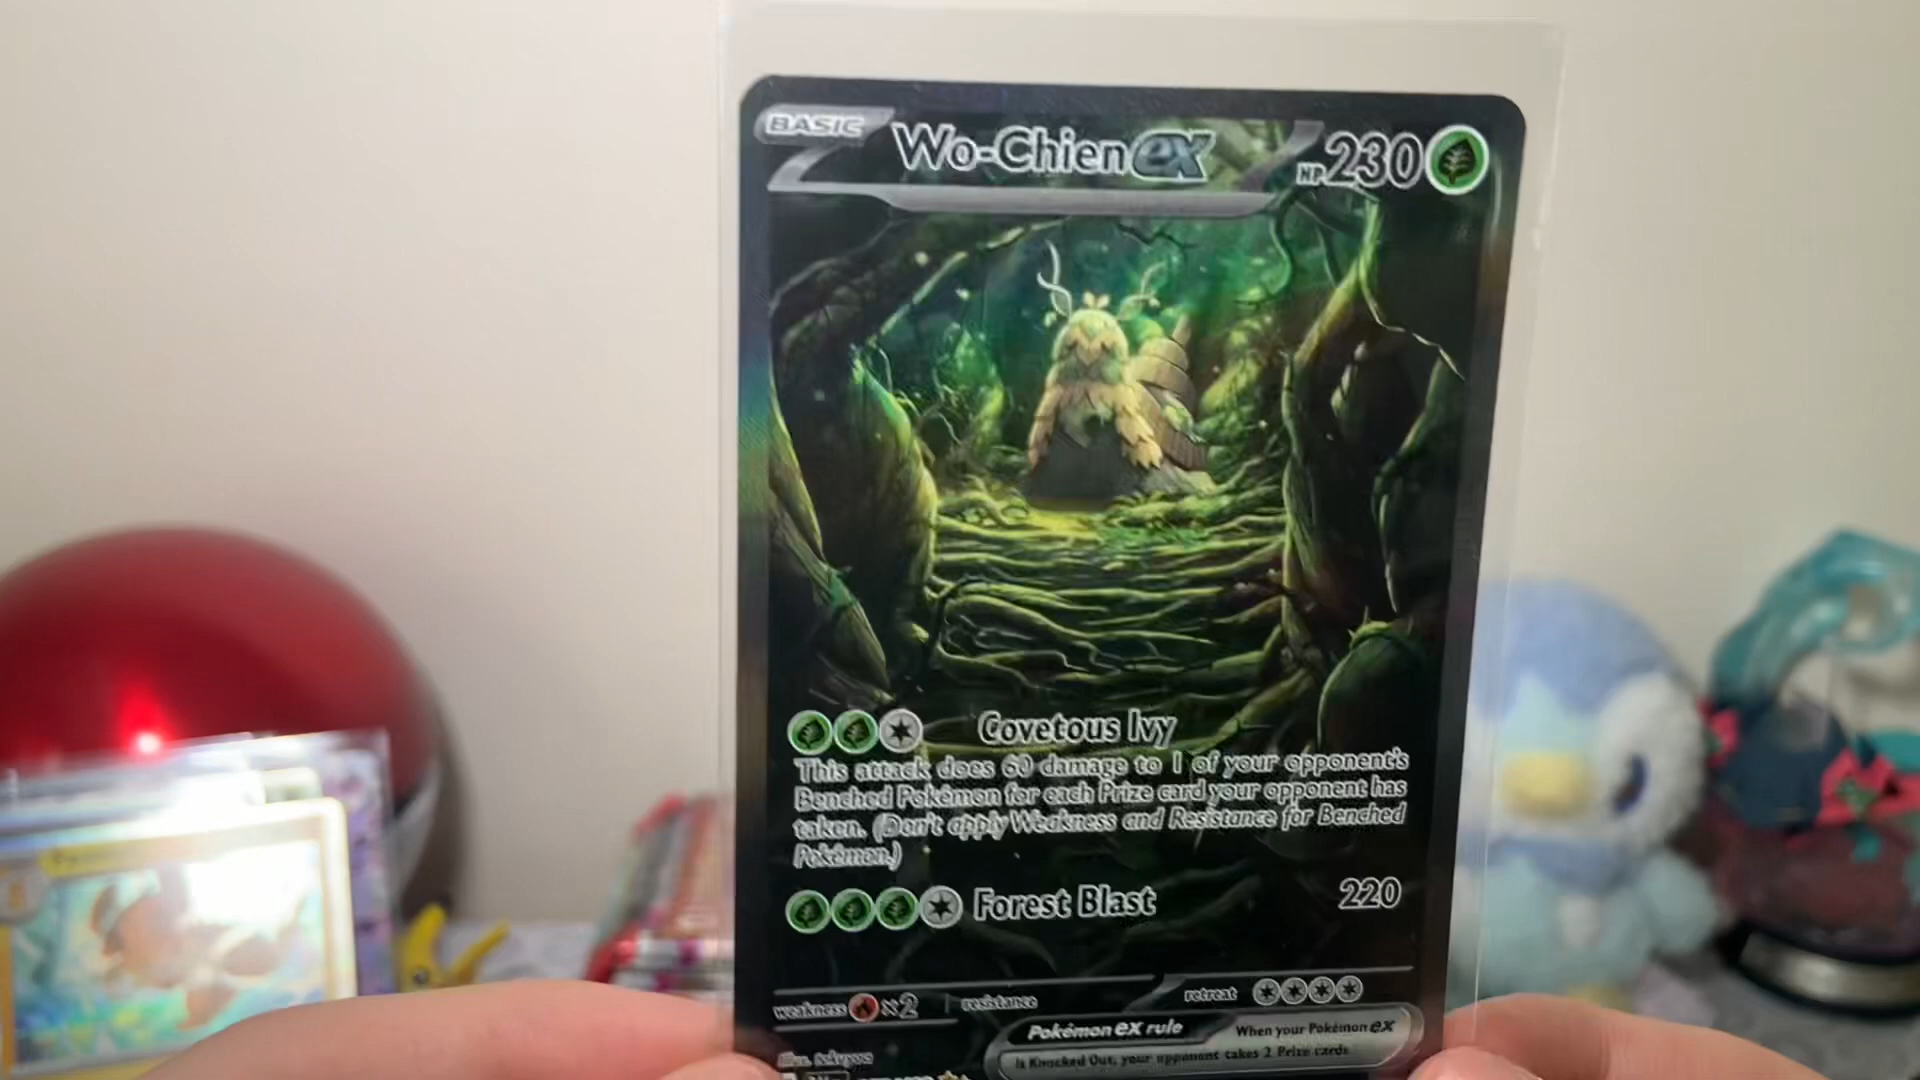 BASIC
Wo-Chien ex HP 230
Covetous Ivy
This attack does 60 damage to 1 of your opponent's
Benched Pokémon for each Prize card your opponent has
taken. (Don't apply Weakness and Resistance for Benched
Pokémon.)
Forest Blast 220
weakness ×2 resistance retreat
Pokémon ex rule When your Pokémon ex
is Knocked Out, your opponent takes 2 Prize cards.
Illus.